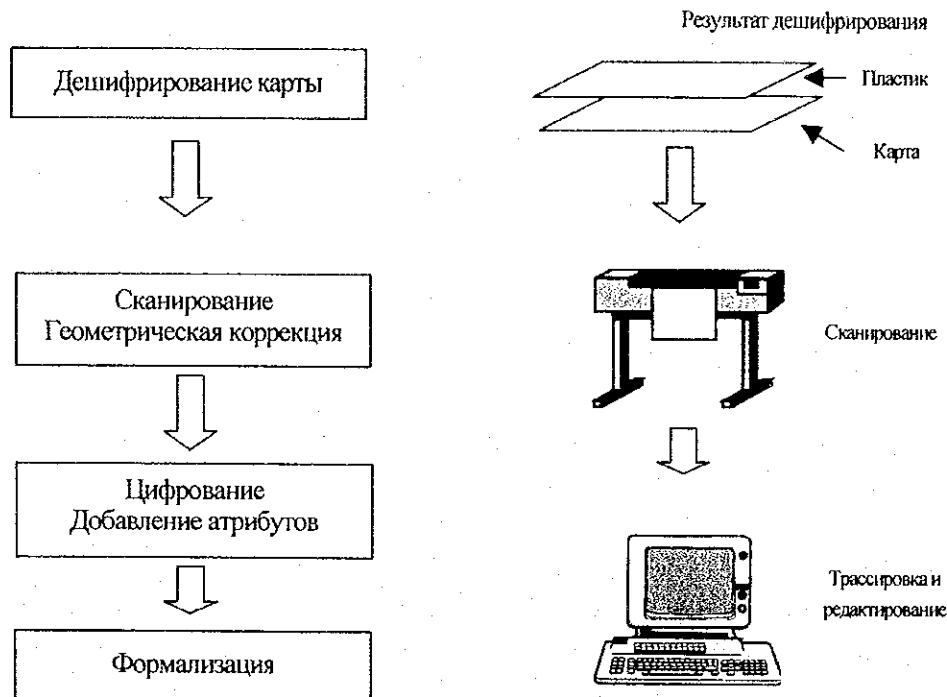 Результат дешифрирования
Дешифрирование карты
Пластик
Карта
Сканирование
Геометрическая коррекция
Сканирование
Цифрование
Добавление атрибутов
Трассировка и
редактирование
Формализация